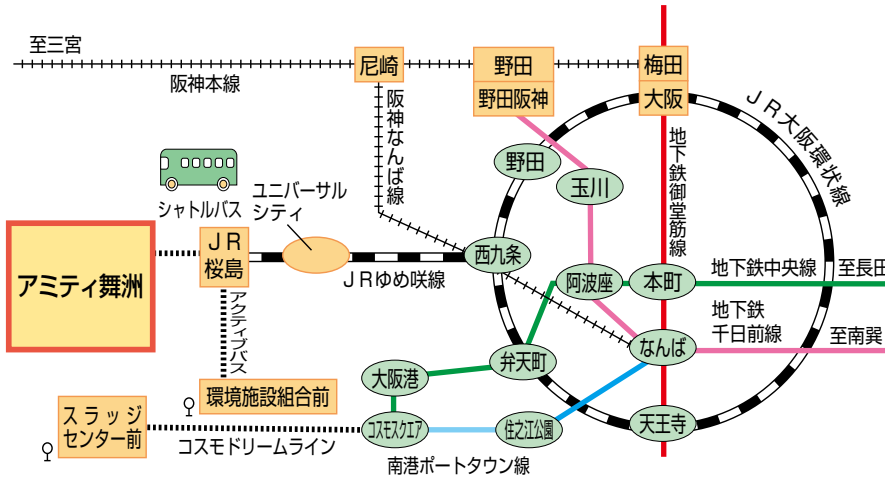 至三宮
阪神本線
尼崎
野田
野田阪神
梅田
大阪
JR大阪環状線
阪神なんば線
地下鉄御堂筋線
野田
玉川
シャトルバス
ユニバーサル
シティ
アミティ舞洲
JR
桜島
JRゆめ咲線
西九条
阿波座
本町
地下鉄中央線
至長田
地下鉄
千日前線
至南巽
なんば
アクティブバス
弁天町
大阪港
環境施設組合前
スラッジ
センター前
コスモドリームライン
コスモスクエア
住之江公園
天王寺
南港ポートタウン線